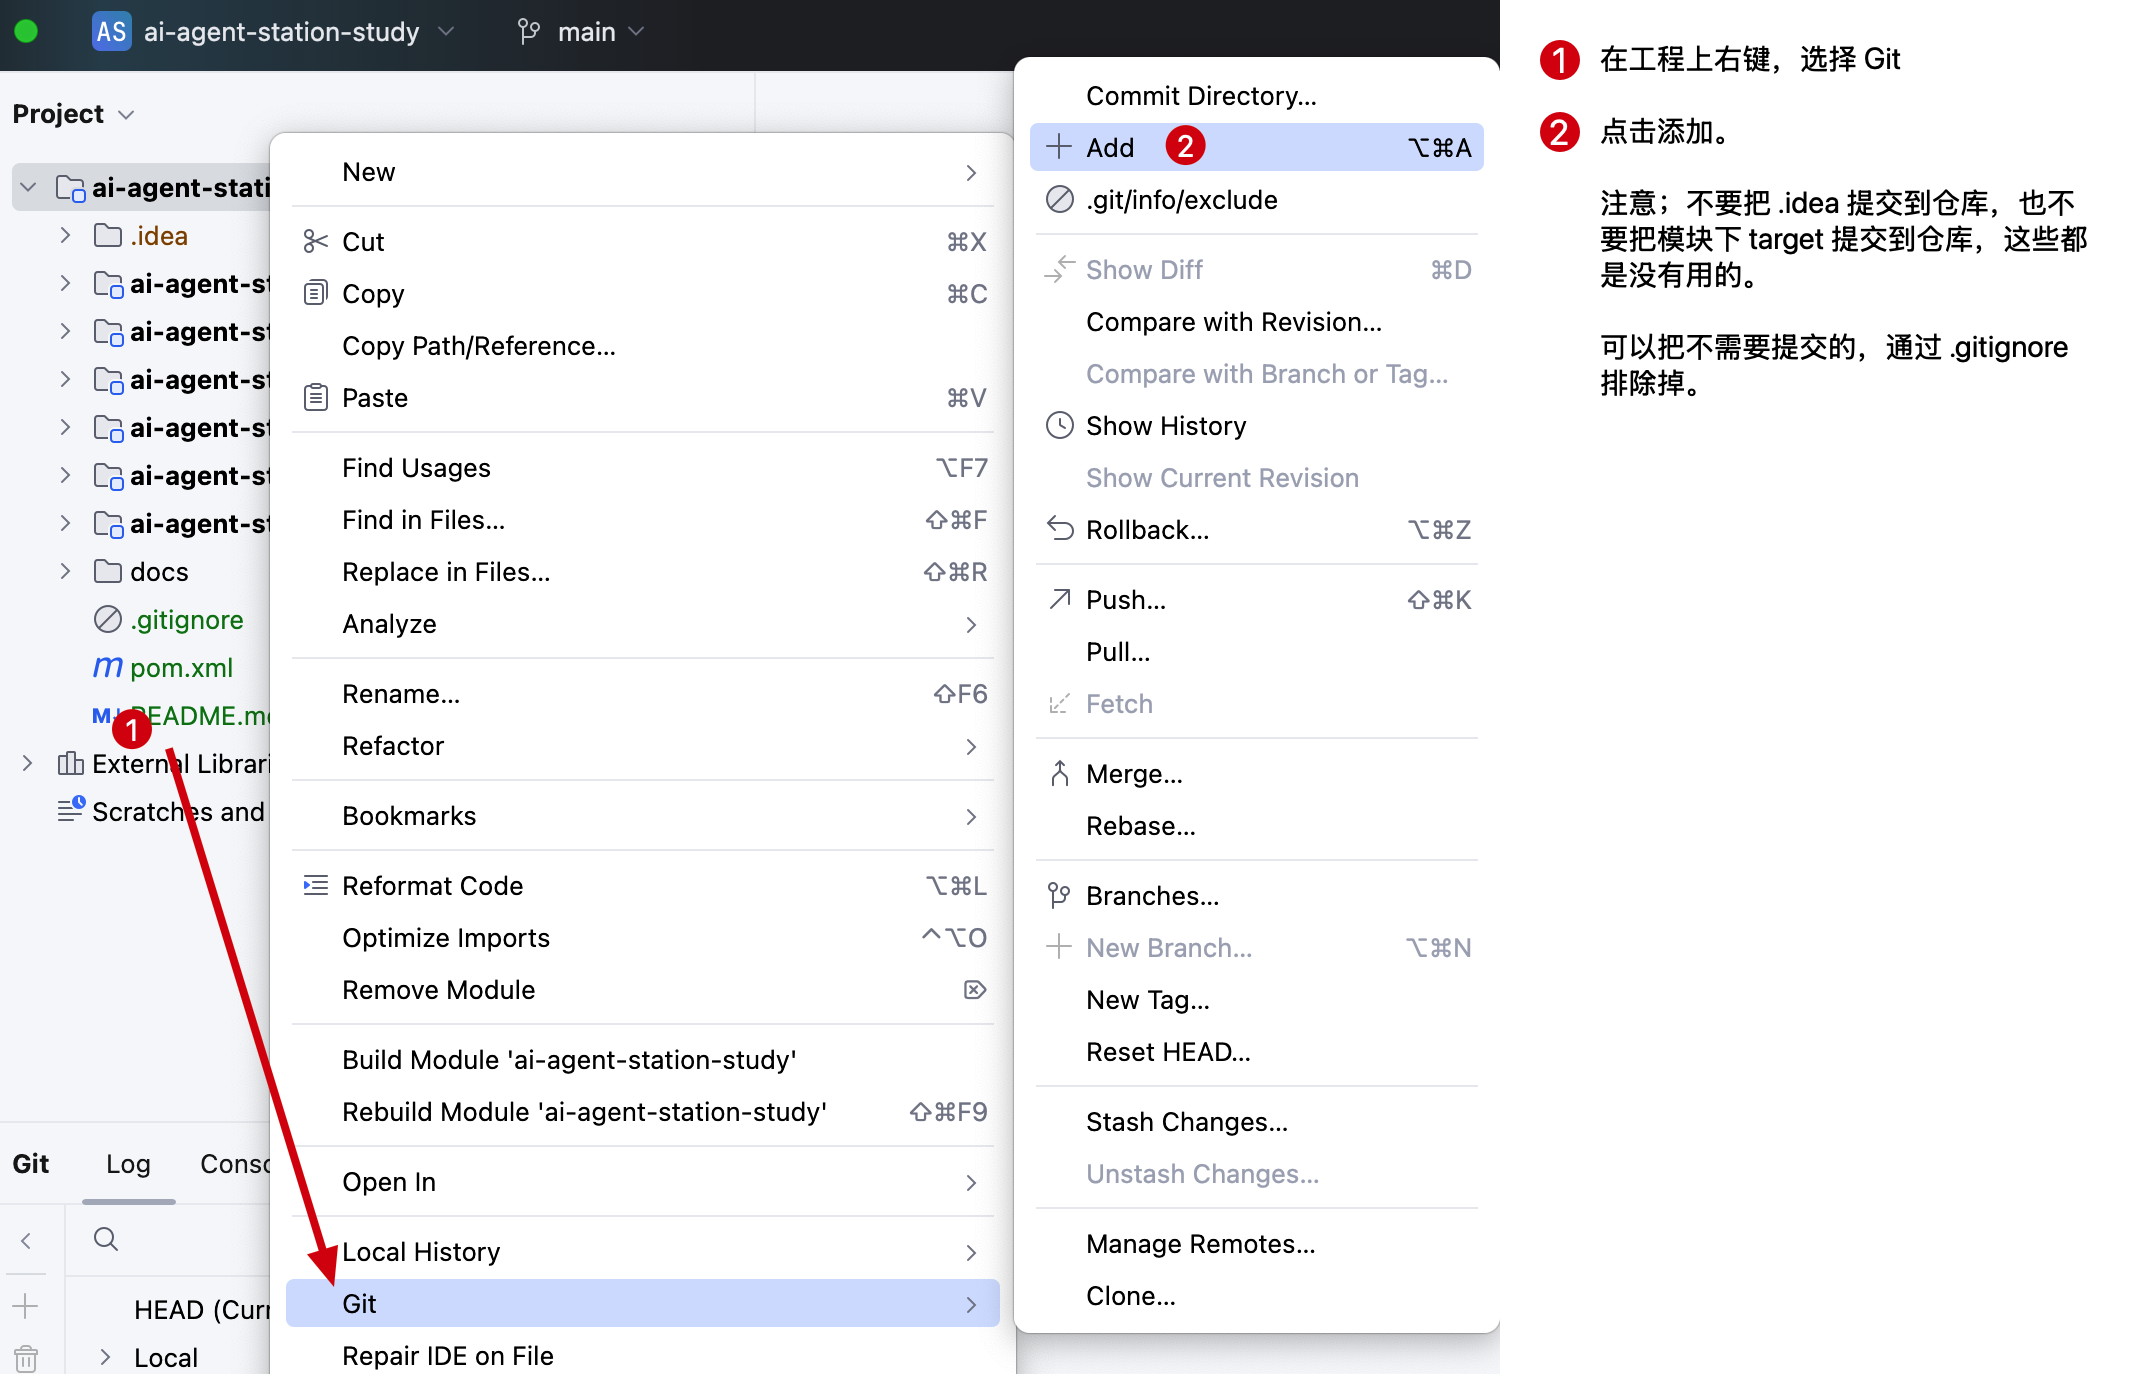 AS ai-agent-station-study main
Project
ai-agent-stati
.idea
ai-agent-st
ai-agent-st
ai-agent-st
ai-agent-st
ai-agent-st
ai-agent-st
docs
.gitignore
m pom.xml
M↓ README.m
1
External Librari
Scratches and
Git Log Conso
HEAD (Curr
Local
New
Cut ⌘X
Copy ⌘C
Copy Path/Reference...
Paste ⌘V
Find Usages ⌥F7
Find in Files... ⇧⌘F
Replace in Files... ⇧⌘R
Analyze
Rename... ⇧F6
Refactor
Bookmarks
Reformat Code ⌥⌘L
Optimize Imports ^⌥O
Remove Module ⌦
Build Module 'ai-agent-station-study'
Rebuild Module 'ai-agent-station-study' ⇧⌘F9
Open In
Local History
Git
Repair IDE on File
Commit Directory...
Add 2 ⌥⌘A
.git/info/exclude
Show Diff ⌘D
Compare with Revision...
Compare with Branch or Tag...
Show History
Show Current Revision
Rollback... ⌥⌘Z
Push... ⇧⌘K
Pull...
Fetch
Merge...
Rebase...
Branches...
New Branch... ⌥⌘N
New Tag...
Reset HEAD...
Stash Changes...
Unstash Changes...
Manage Remotes...
Clone...
1 在工程上右键，选择 Git
2 点击添加。
注意；不要把 .idea 提交到仓库，也不
要把模块下 target 提交到仓库，这些都
是没有用的。
可以把不需要提交的，通过 .gitignore
排除掉。